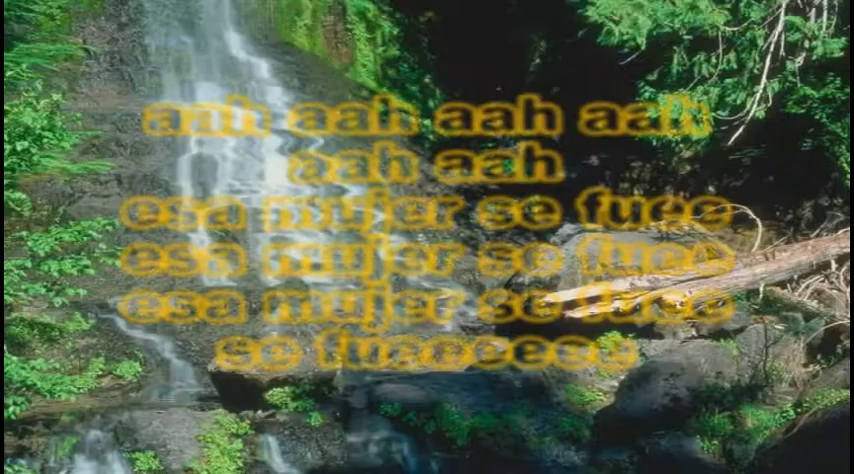 aah aah aah aah
aah aah
esa mujer se fuee
esa mujer se fuee
esa mujer se fuee
se fueeeeee